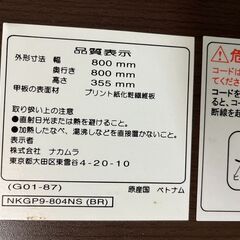 品質表示
外形寸法 幅 800 mm
奥行き 800 mm
高さ 355 mm
甲板の表面材 プリント紙化粧繊維板
取り扱い上の注意
●直射日光または熱を避けること。
●加熱したなべ、湯沸しなどを直接置かないこと。
表示者 株式会社 ナカムラ
東京都大田区東雪谷4-20-10
(G01-87) 原産国 ベトナム
NKGP9-804NS (BR)
危
コードは
てください
コードを